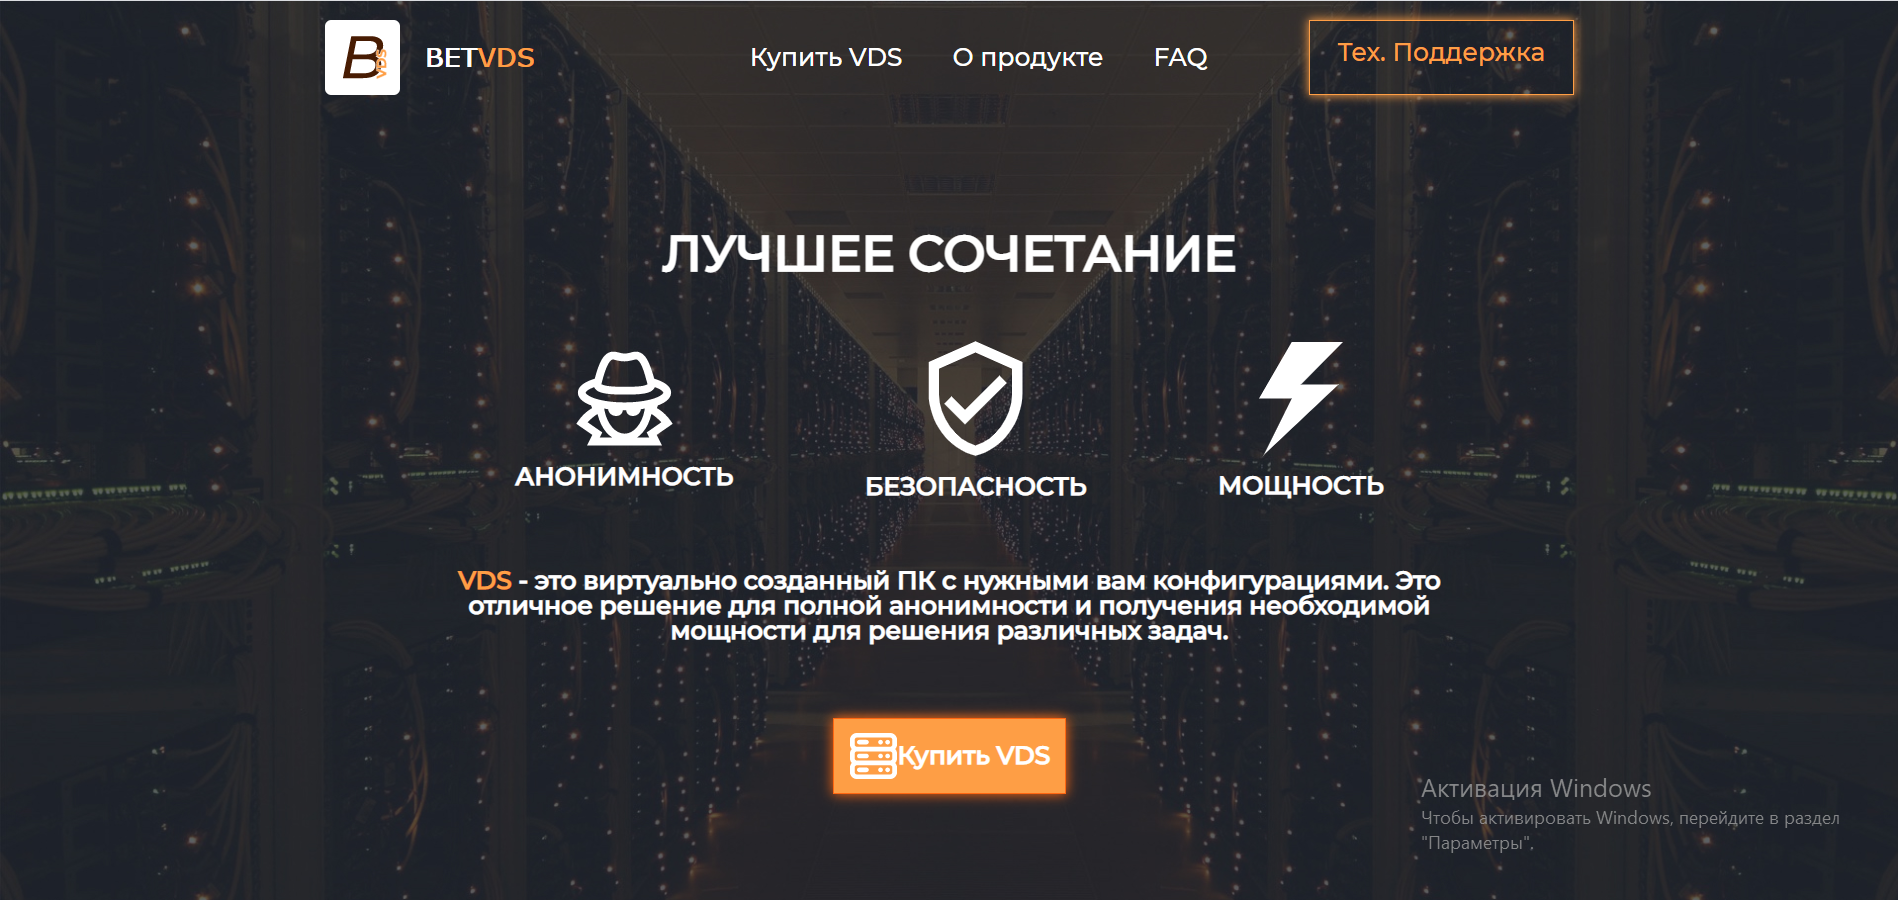 B VDS
BETVDS
Купить VDS
О продукте
FAQ
Тех. Поддержка
ЛУЧШЕЕ СОЧЕТАНИЕ
АНОНИМНОСТЬ
БЕЗОПАСНОСТЬ
МОЩНОСТЬ
VDS - это виртуально созданный ПК с нужными вам конфигурациями. Это
отличное решение для полной анонимности и получения необходимой
мощности для решения различных задач.
Купить VDS
Активация Windows
Чтобы активировать Windows, перейдите в раздел
"Параметры".